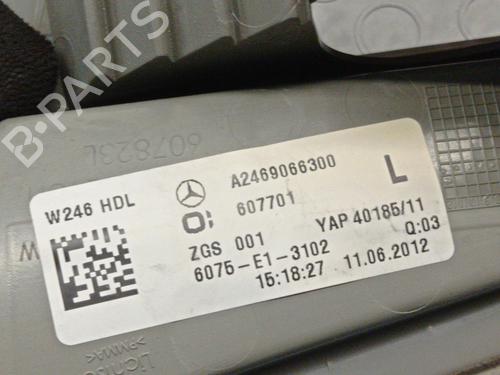 B-PARTS
607823L
W246 HDL
A2469066300
L
607701
ZGS 001
YAP 40185/11
6075-E1-3102
Q:03
15:18:27 11.06.2012
>PMMA<